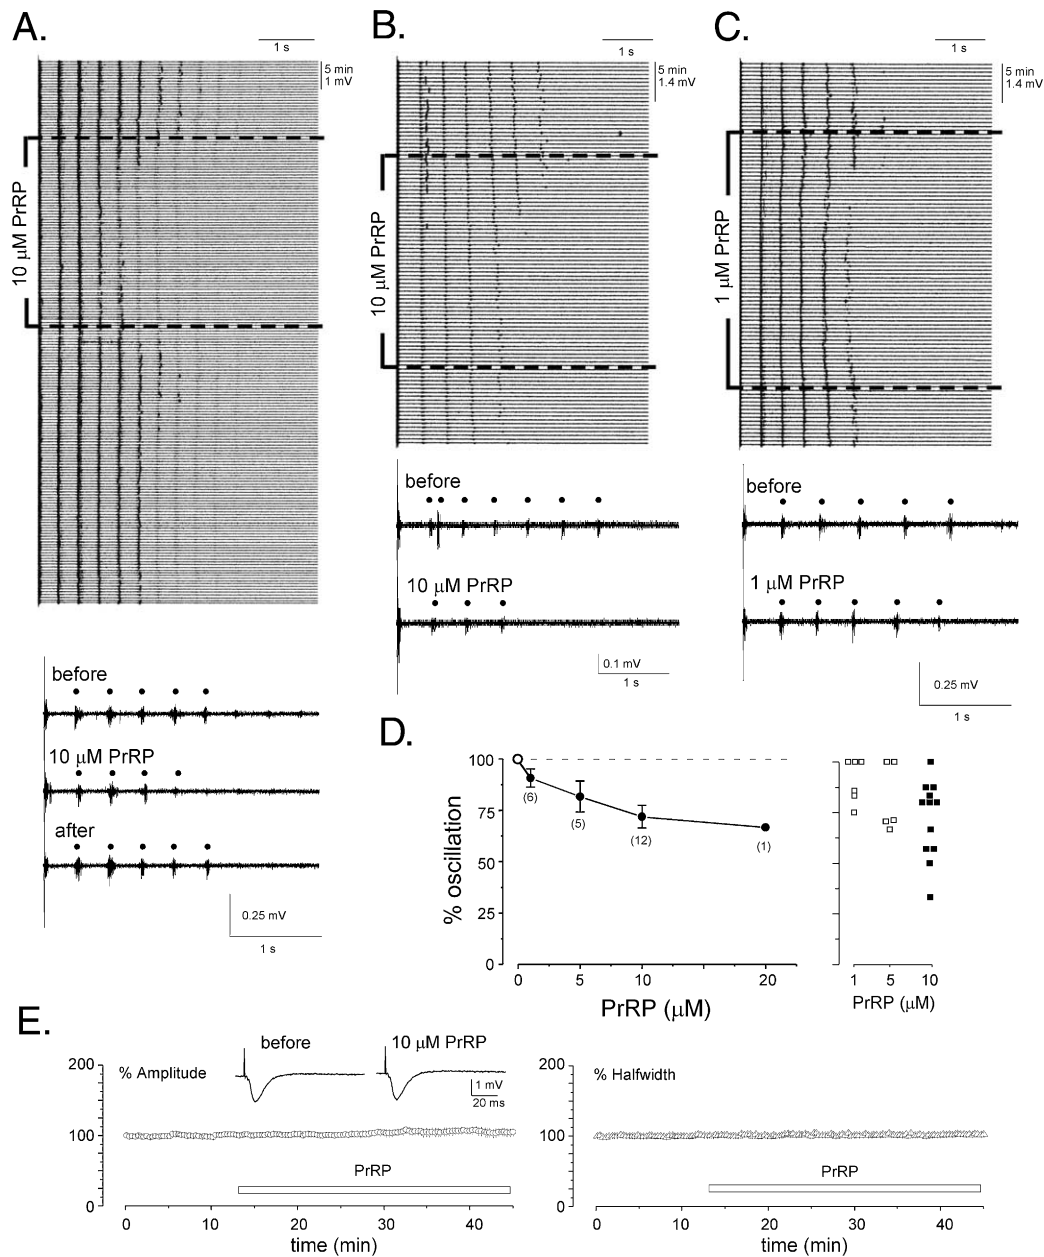 A.
1 s
5 min
1 mV
10 µM PrRP
before
10 µM PrRP
after
0.25 mV
1 s
B.
1 s
5 min
1.4 mV
10 µM PrRP
before
10 µM PrRP
0.1 mV
1 s
C.
1 s
5 min
1.4 mV
1 µM PrRP
before
1 µM PrRP
0.25 mV
1 s
D.
% oscillation
100
75
50
25
0
(6)
(5)
(12)
(1)
0 5 10 20
PrRP (µM)
1 5 10
PrRP (µM)
E.
% Amplitude
before
10 µM PrRP
1 mV
20 ms
200
100
0
PrRP
0 10 20 30 40
time (min)
% Halfwidth
200
100
0
PrRP
0 10 20 30 40
time (min)